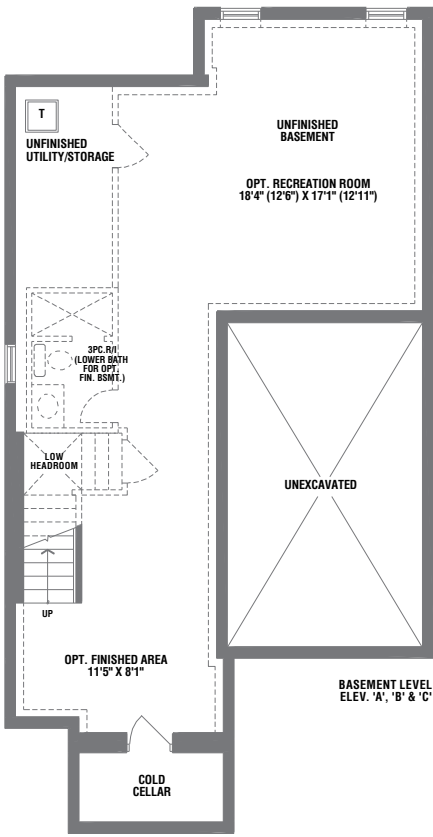 T
UNFINISHED
UTILITY/STORAGE
UNFINISHED
BASEMENT
OPT. RECREATION ROOM
18'4" (12'6") X 17'1" (12'11")
3PC.R/I
(LOWER BATH
FOR OPT.
FIN. BSMT.)
LOW
HEADROOM
UNEXCAVATED
UP
OPT. FINISHED AREA
11'5" X 8'1"
BASEMENT LEVEL
ELEV. 'A', 'B' & 'C'
COLD
CELLAR